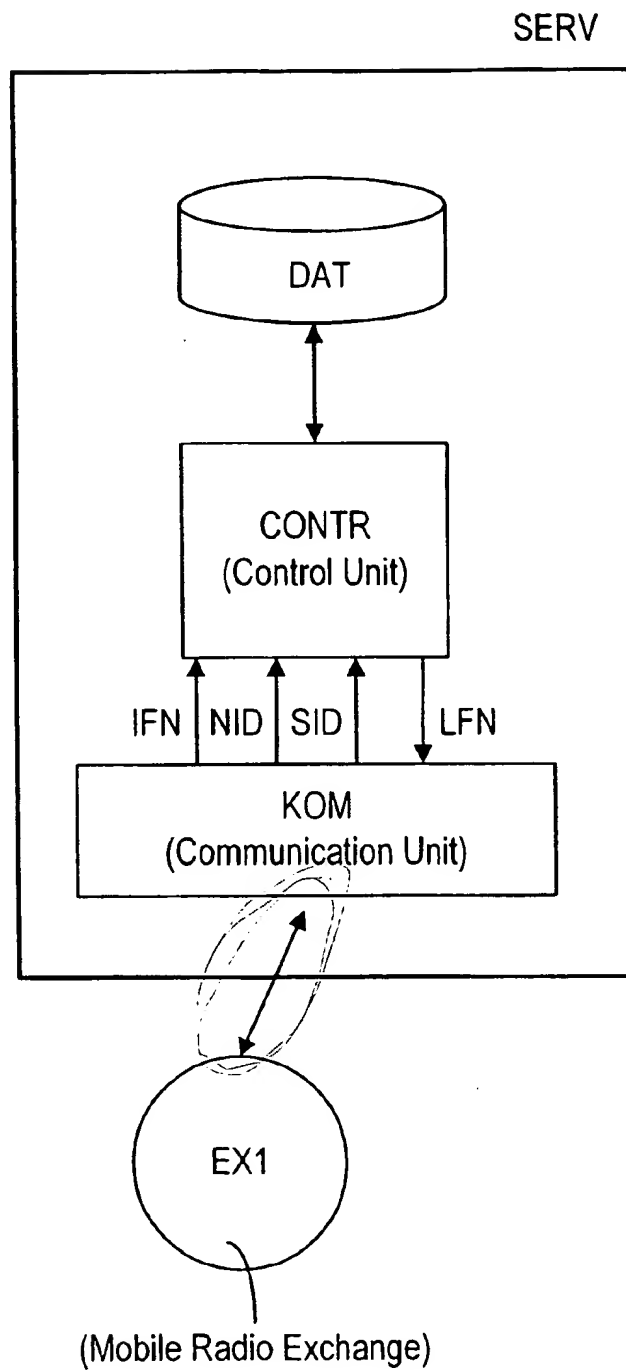 SERV
DAT
CONTR
(Control Unit)
IFN NID SID LFN
KOM
(Communication Unit)
EX1
(Mobile Radio Exchange)